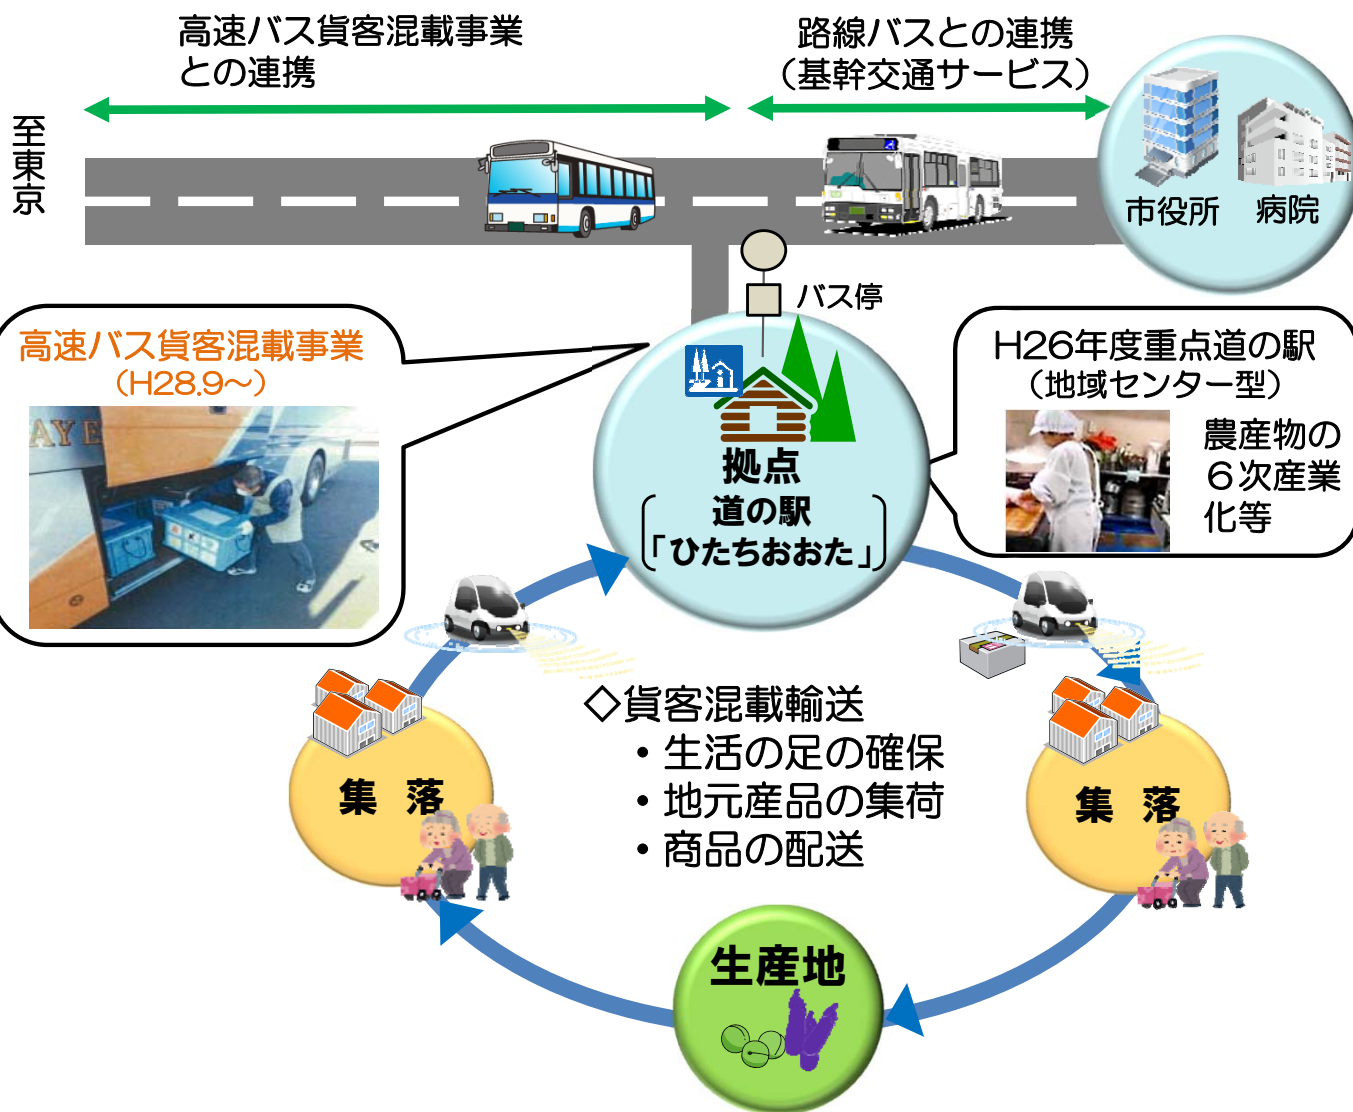 高速バス貨客混載事業
との連携
路線バスとの連携
（基幹交通サービス）
至東京
市役所
病院
バス停
高速バス貨客混載事業
（H28.9～）
AYE
H26年度重点道の駅
（地域センター型）
農産物の
６次産業
化等
拠点
道の駅
「ひたちおおた」
◇貨客混載輸送
・生活の足の確保
・地元産品の集荷
・商品の配送
集 落
集 落
生産地